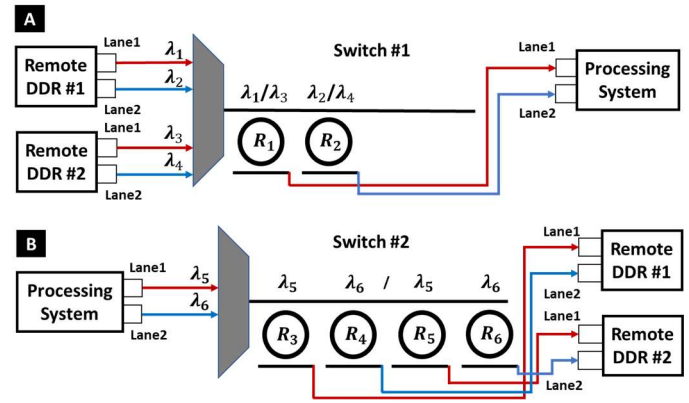 A
Switch #1
Remote
DDR #1
Lane1
λ1
λ2
Lane2
Remote
DDR #2
Lane1
λ3
λ4
Lane2
λ1/λ3
λ2/λ4
R1
R2
Lane1
Lane2
Processing
System
B
Switch #2
Processing
System
Lane1
λ5
λ6
Lane2
λ5
λ6 / λ5
λ6
R3
R4
R5
R6
Lane1
Lane2
Remote
DDR #1
Lane1
Lane2
Remote
DDR #2